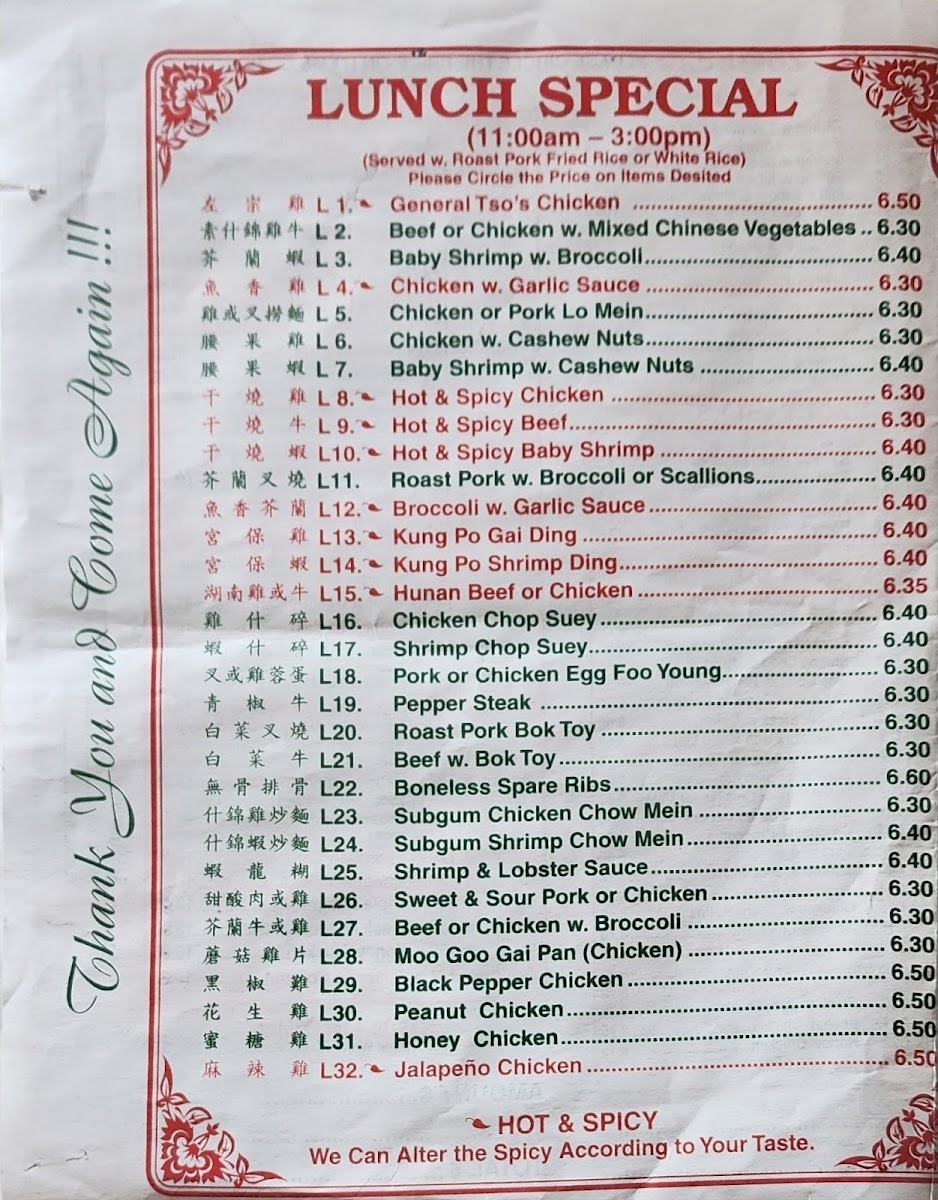 LUNCH SPECIAL
(11:00am – 3:00pm)
(Served w. Roast Pork Fried Rice or White Rice)
Please Circle the Price on Items Desited
左宗雞 L 1. General Tso's Chicken 6.50
素什錦雞牛 L 2. Beef or Chicken w. Mixed Chinese Vegetables 6.30
芥蘭蝦 L 3. Baby Shrimp w. Broccoli 6.40
魚香雞 L 4. Chicken w. Garlic Sauce 6.30
雞或叉撈麵 L 5. Chicken or Pork Lo Mein 6.30
腰果雞 L 6. Chicken w. Cashew Nuts 6.30
腰果蝦 L 7. Baby Shrimp w. Cashew Nuts 6.40
干燒雞 L 8. Hot & Spicy Chicken 6.30
干燒牛 L 9. Hot & Spicy Beef 6.30
干燒蝦 L10. Hot & Spicy Baby Shrimp 6.40
芥蘭叉燒 L11. Roast Pork w. Broccoli or Scallions 6.40
魚香芥蘭 L12. Broccoli w. Garlic Sauce 6.40
宮保雞 L13. Kung Po Gai Ding 6.40
宮保蝦 L14. Kung Po Shrimp Ding 6.40
湖南雞或牛 L15. Hunan Beef or Chicken 6.35
雞什碎 L16. Chicken Chop Suey 6.40
蝦什碎 L17. Shrimp Chop Suey 6.40
叉或雞蓉蛋 L18. Pork or Chicken Egg Foo Young 6.30
青椒牛 L19. Pepper Steak 6.30
白菜叉燒 L20. Roast Pork Bok Toy 6.30
白菜牛 L21. Beef w. Bok Toy 6.30
無骨排骨 L22. Boneless Spare Ribs 6.60
什錦雞炒麵 L23. Subgum Chicken Chow Mein 6.30
什錦蝦炒麵 L24. Subgum Shrimp Chow Mein 6.40
蝦龍糊 L25. Shrimp & Lobster Sauce 6.40
甜酸肉或雞 L26. Sweet & Sour Pork or Chicken 6.30
芥蘭牛或雞 L27. Beef or Chicken w. Broccoli 6.30
蘑菇雞片 L28. Moo Goo Gai Pan (Chicken) 6.30
黑椒雞 L29. Black Pepper Chicken 6.50
花生雞 L30. Peanut Chicken 6.50
蜜糖雞 L31. Honey Chicken 6.50
麻辣雞 L32. Jalapeño Chicken 6.50
HOT & SPICY
We Can Alter the Spicy According to Your Taste.
Thank You and Come Again !!!